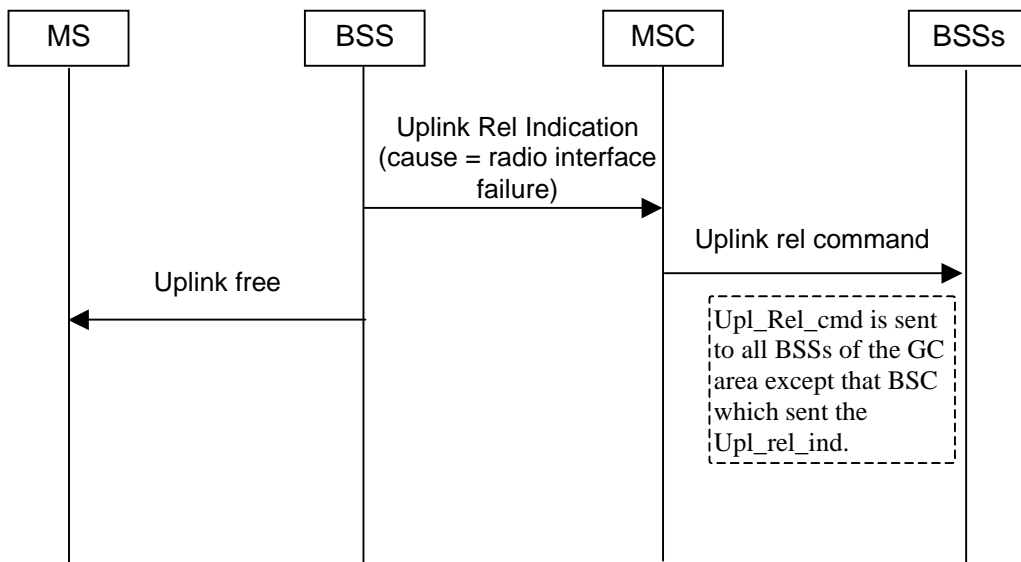 MS
BSS
MSC
BSSs
Uplink Rel Indication
(cause = radio interface
failure)
Uplink rel command
Uplink free
Upl_Rel_cmd is sent
to all BSSs of the GC
area except that BSC
which sent the
Upl_rel_ind.